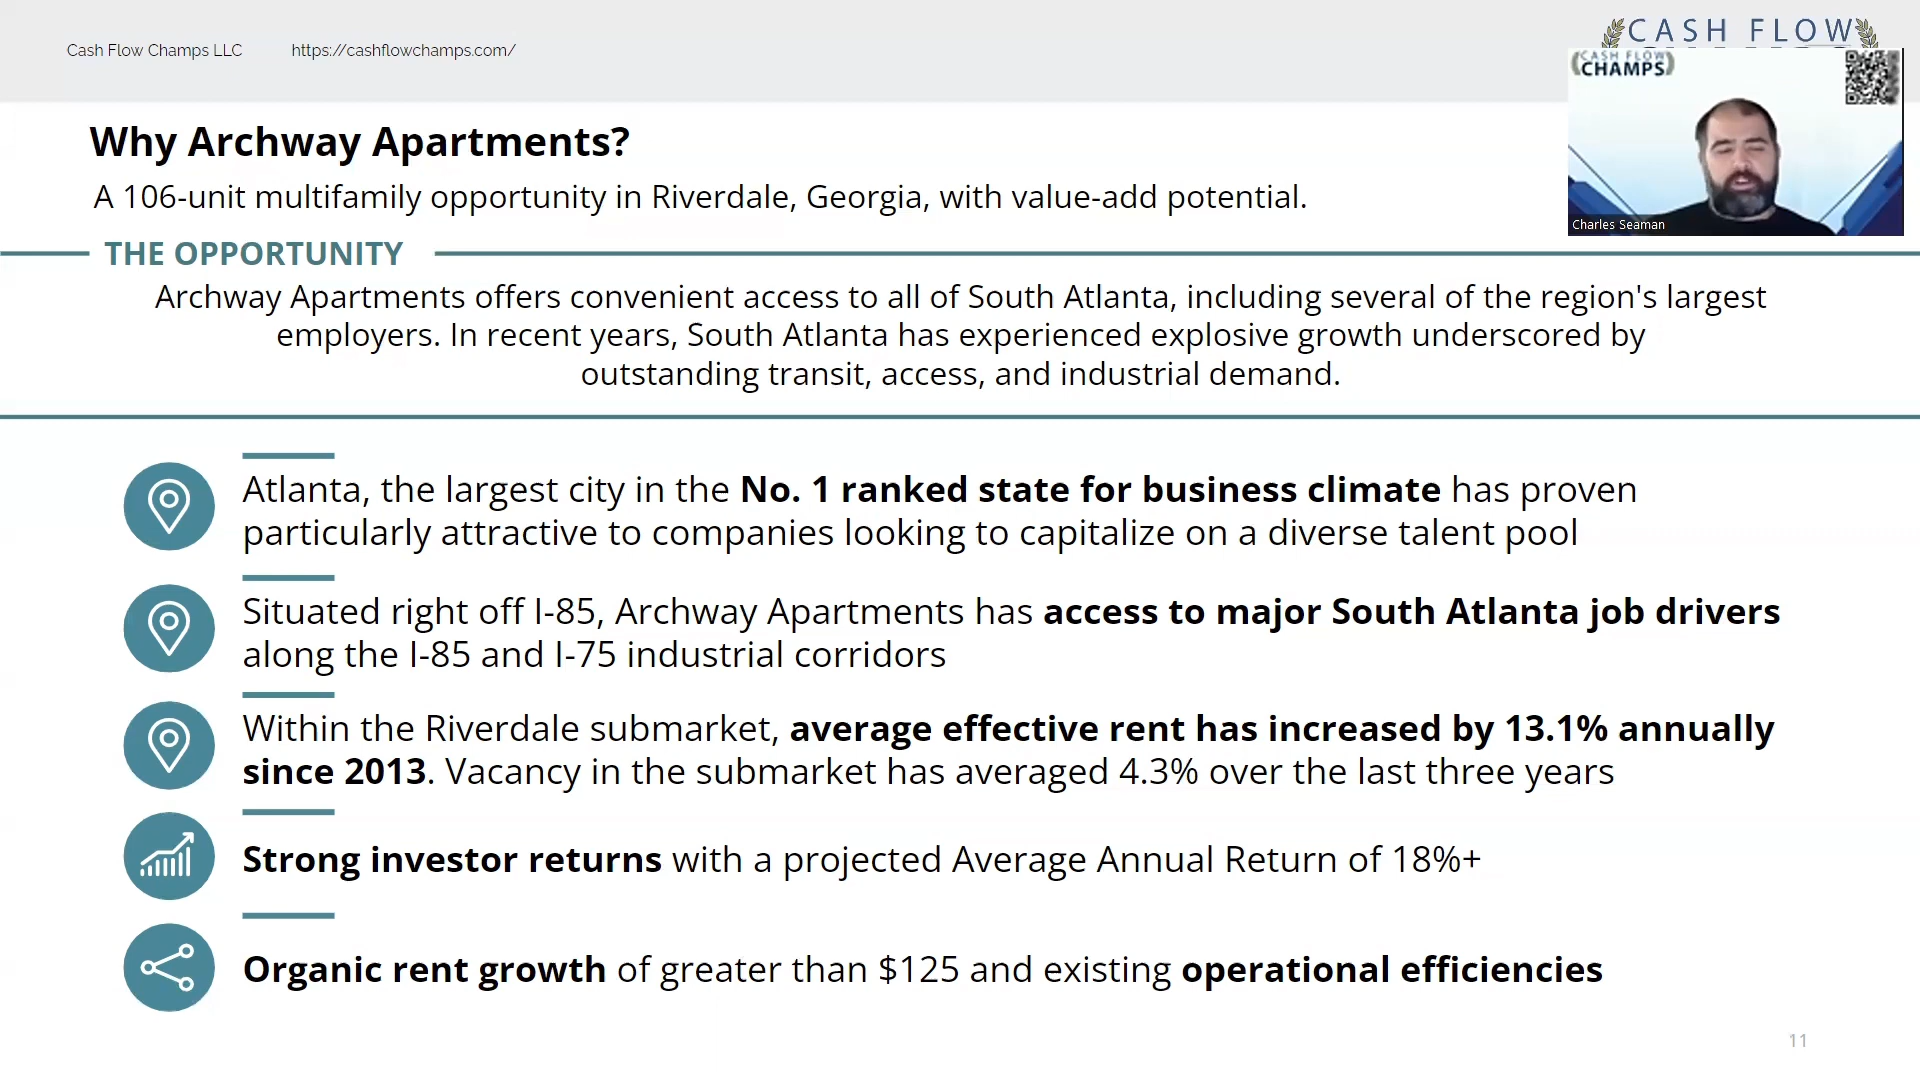 Cash Flow Champs LLC https://cashflowchamps.com/
CASH FLOW
CASH FLOW
CHAMPS
Charles Seaman
Why Archway Apartments?
A 106-unit multifamily opportunity in Riverdale, Georgia, with value-add potential.
THE OPPORTUNITY
Archway Apartments offers convenient access to all of South Atlanta, including several of the region's largest
employers. In recent years, South Atlanta has experienced explosive growth underscored by
outstanding transit, access, and industrial demand.
Atlanta, the largest city in the No. 1 ranked state for business climate has proven
particularly attractive to companies looking to capitalize on a diverse talent pool
Situated right off I-85, Archway Apartments has access to major South Atlanta job drivers
along the I-85 and I-75 industrial corridors
Within the Riverdale submarket, average effective rent has increased by 13.1% annually
since 2013. Vacancy in the submarket has averaged 4.3% over the last three years
Strong investor returns with a projected Average Annual Return of 18%+
Organic rent growth of greater than $125 and existing operational efficiencies
11